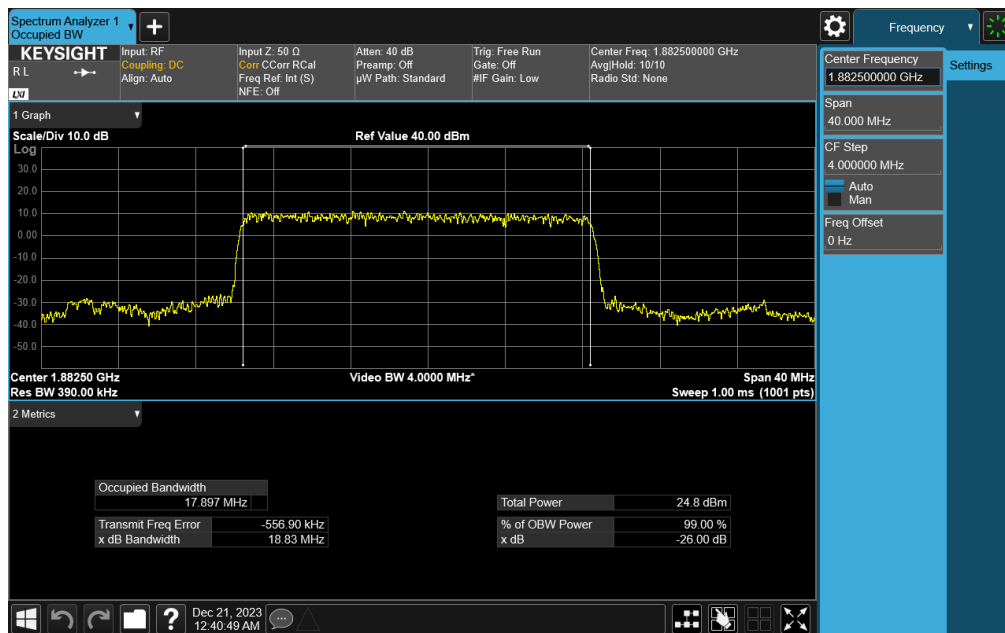 Spectrum Analyzer 1
Occupied BW
Frequency
KEYSIGHT
R L
LXI
Input: RF
Coupling: DC
Align: Auto
Input Z: 50 Ω
Corr CCorr RCal
Freq Ref: Int (S)
NFE: Off
Atten: 40 dB
Preamp: Off
µW Path: Standard
Trig: Free Run
Gate: Off
#IF Gain: Low
Center Freq: 1.882500000 GHz
Avg|Hold: 10/10
Radio Std: None
Center Frequency
1.882500000 GHz
Settings
Span
40.000 MHz
CF Step
4.000000 MHz
Auto
Man
Freq Offset
0 Hz
1 Graph
Scale/Div 10.0 dB
Ref Value 40.00 dBm
Log
30.0
20.0
10.0
0.00
-10.0
-20.0
-30.0
-40.0
-50.0
Center 1.88250 GHz
Video BW 4.0000 MHz*
Span 40 MHz
Res BW 390.00 kHz
Sweep 1.00 ms (1001 pts)
2 Metrics
Occupied Bandwidth
17.897 MHz
Total Power 24.8 dBm
Transmit Freq Error -556.90 kHz
% of OBW Power 99.00 %
x dB Bandwidth 18.83 MHz
x dB -26.00 dB
Dec 21, 2023
12:40:49 AM